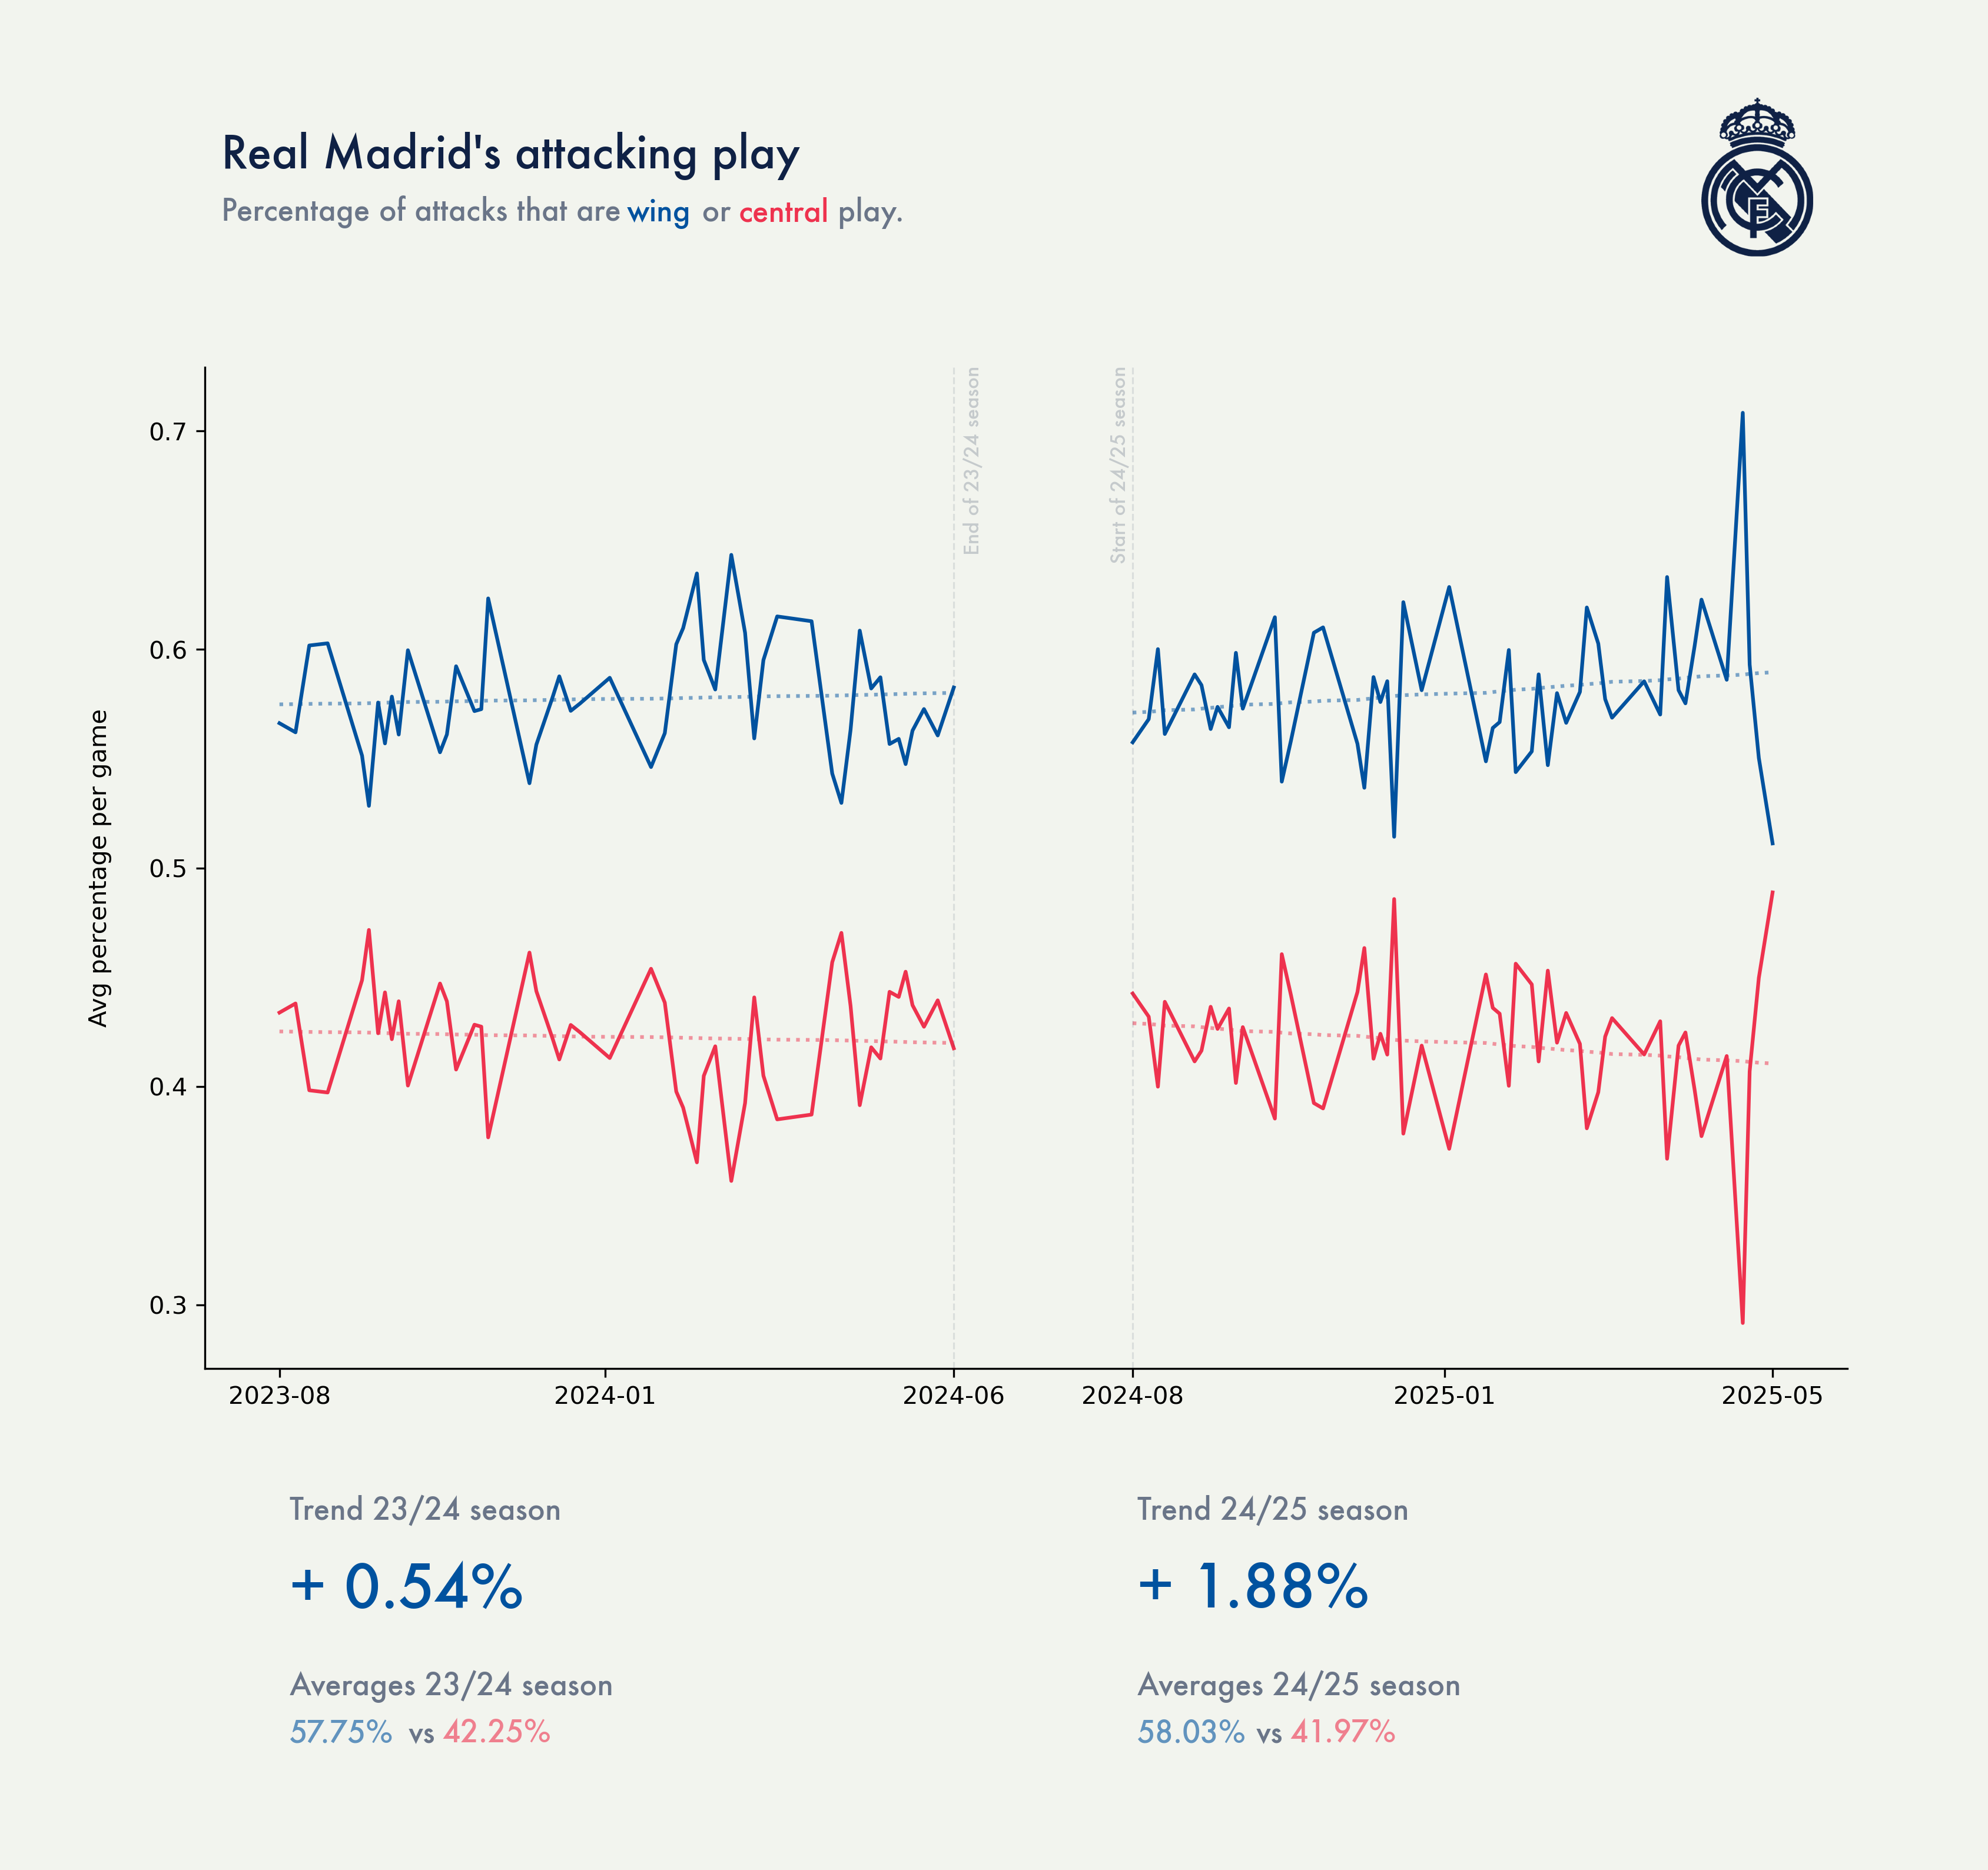 Real Madrid's attacking play
Percentage of attacks that are wing or central play.
End of 23/24 season
Start of 24/25 season
Avg percentage per game
0.7
0.6
0.5
0.4
0.3
2023-08 2024-01 2024-06 2024-08 2025-01 2025-05
Trend 23/24 season
+ 0.54%
Averages 23/24 season
57.75% vs 42.25%
Trend 24/25 season
+ 1.88%
Averages 24/25 season
58.03% vs 41.97%